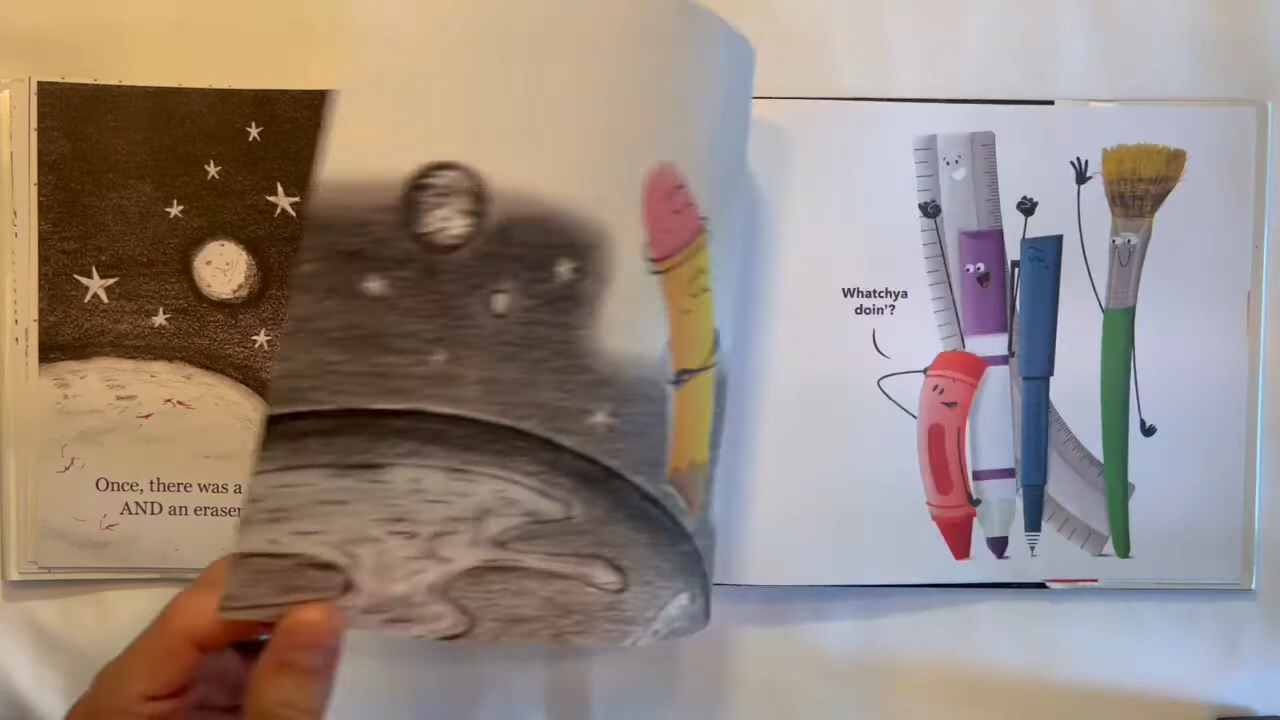 Once, there was a
AND an eraser
Whatchya
doin'?